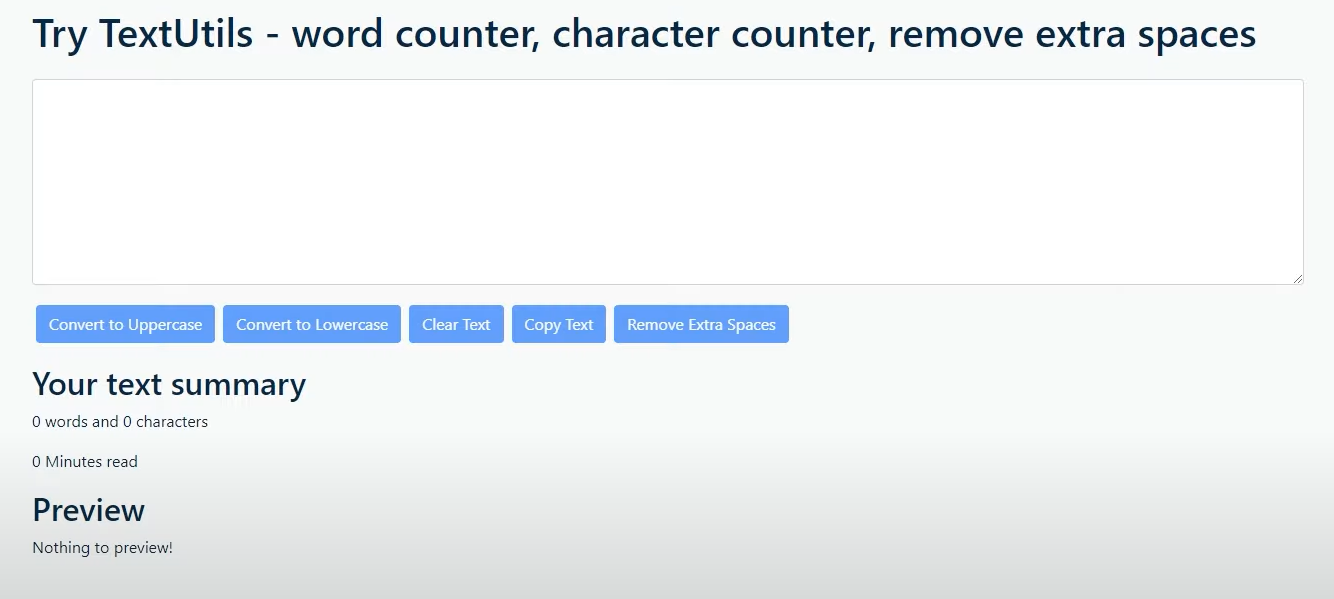 Try TextUtils - word counter, character counter, remove extra spaces
Convert to Uppercase Convert to Lowercase Clear Text Copy Text Remove Extra Spaces
Your text summary
0 words and 0 characters
0 Minutes read
Preview
Nothing to preview!